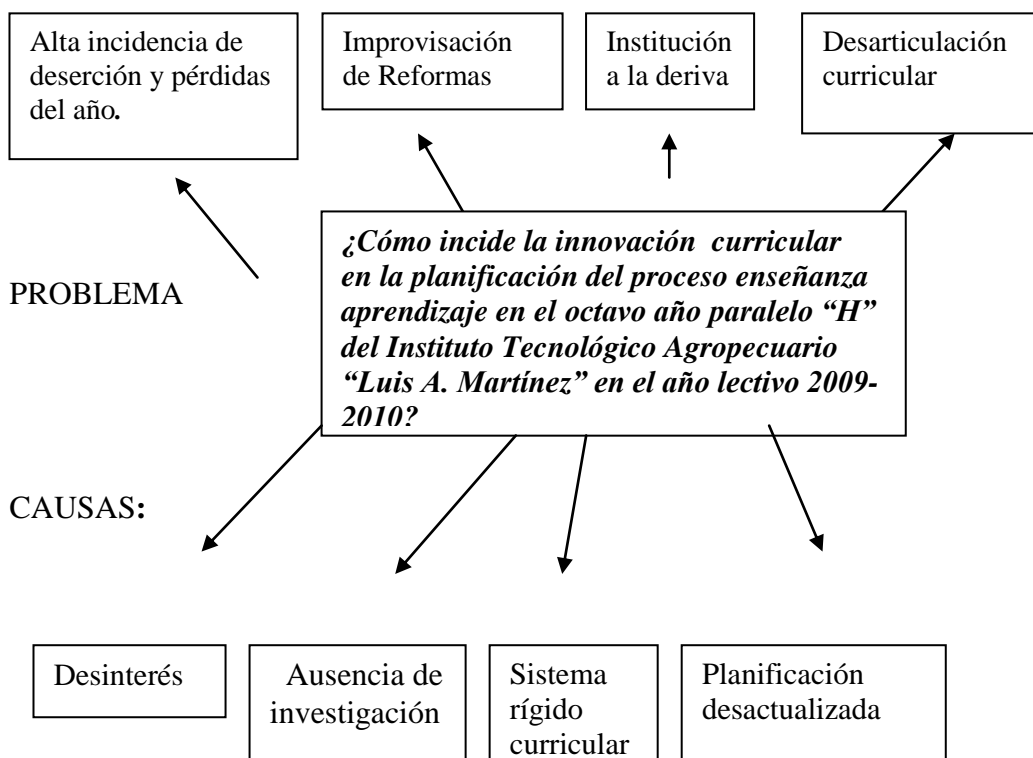 Alta incidencia de
deserción y pérdidas
del año.
Improvisación
de Reformas
Institución
a la deriva
Desarticulación
curricular
PROBLEMA
¿Cómo incide la innovación curricular
en la planificación del proceso enseñanza
aprendizaje en el octavo año paralelo “H”
del Instituto Tecnológico Agropecuario
“Luis A. Martínez” en el año lectivo 2009-
2010?
CAUSAS:
Desinterés
Ausencia de
investigación
Sistema
rígido
curricular
Planificación
desactualizada